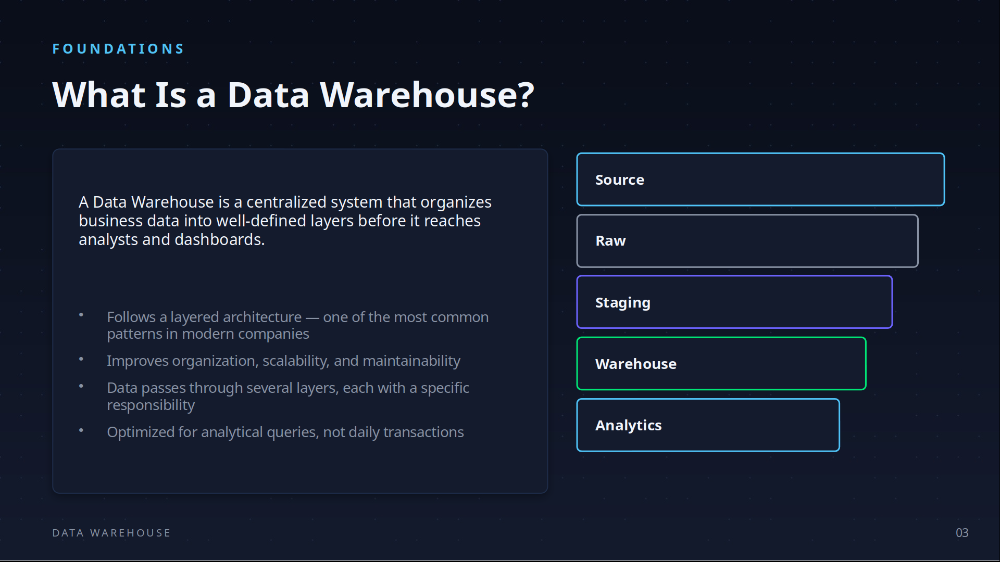 FOUNDATIONS
What Is a Data Warehouse?
A Data Warehouse is a centralized system that organizes
business data into well-defined layers before it reaches
analysts and dashboards.
• Follows a layered architecture — one of the most common
patterns in modern companies
• Improves organization, scalability, and maintainability
• Data passes through several layers, each with a specific
responsibility
• Optimized for analytical queries, not daily transactions
Source
Raw
Staging
Warehouse
Analytics
DATA WAREHOUSE
03